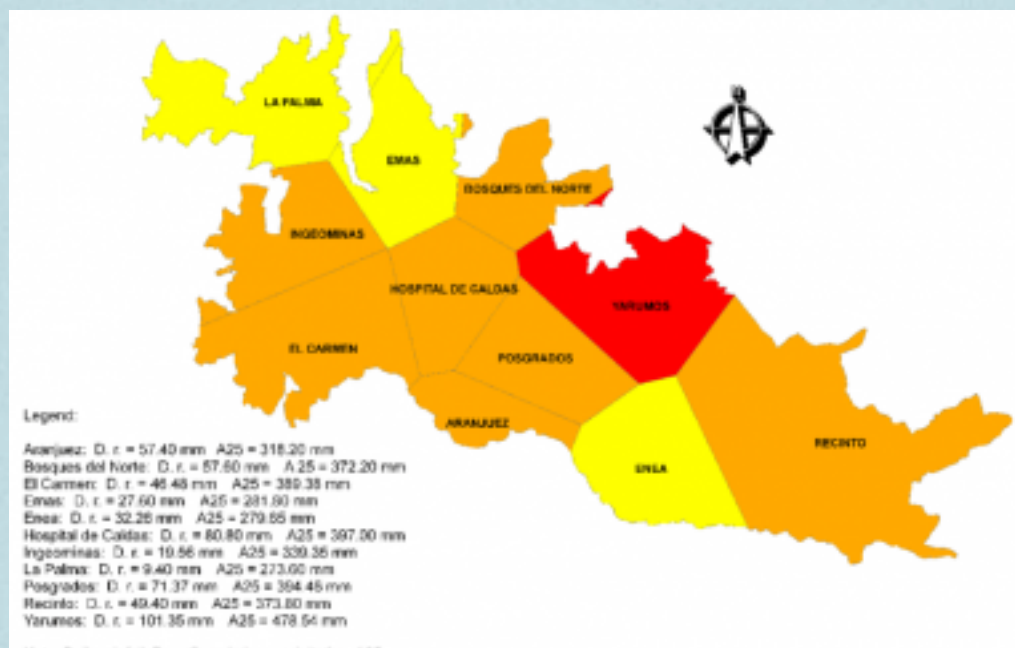 LA PALMA
EMAS
BOSQUES DEL NORTE
INGEOMINAS
HOSPITAL DE CALDAS
YARUMOS
EL CARMEN
POSGRADOS
ARANJUEZ
RECINTO
ENEA
Legend:
Aranjuez: D. r. = 57.40 mm A25 = 318.20 mm
Bosques del Norte: D. r. = 57.60 mm A 25 = 372.20 mm
El Carmen: D. r. = 46.48 mm A25 = 389.38 mm
Emas: D. r. = 27.60 mm A25 = 281.80 mm
Enea: D. r. = 32.26 mm A25 = 279.65 mm
Hospital de Caldas: D. r. = 80.80 mm A25 = 397.00 mm
Ingeominas: D. r. = 19.56 mm A25 = 339.35 mm
La Palma: D. r. = 9.40 mm A25 = 273.60 mm
Posgrados: D. r. = 71.37 mm A25 = 394.48 mm
Recinto: D. r. = 49.40 mm A25 = 373.80 mm
Yarumos: D. r. = 101.35 mm A25 = 478.54 mm